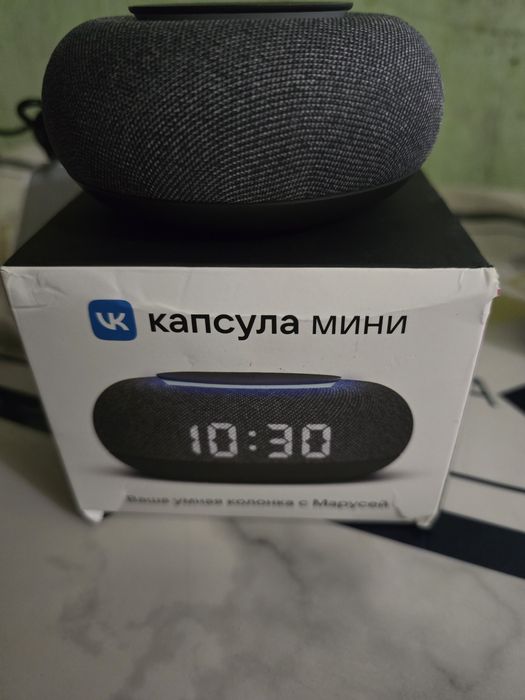 VK капсула мини
10:30
Ваша умная колонка с Марусей